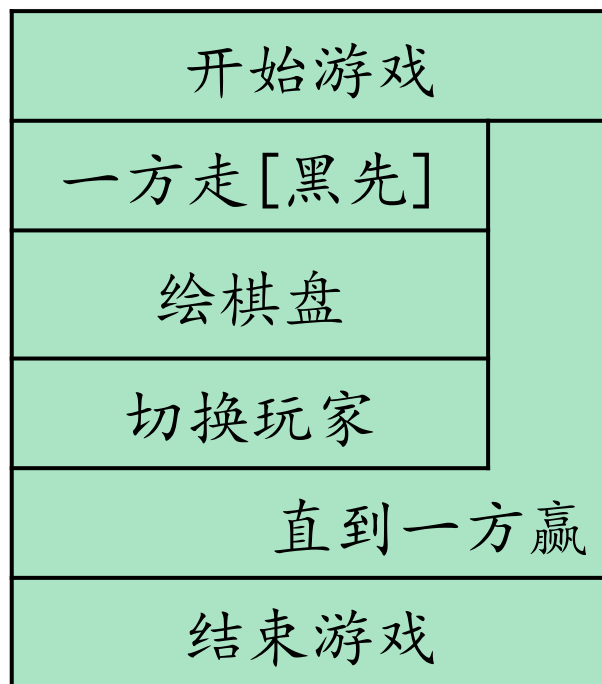 开始游戏
一方走[黑先]
绘棋盘
切换玩家
直到一方赢
结束游戏